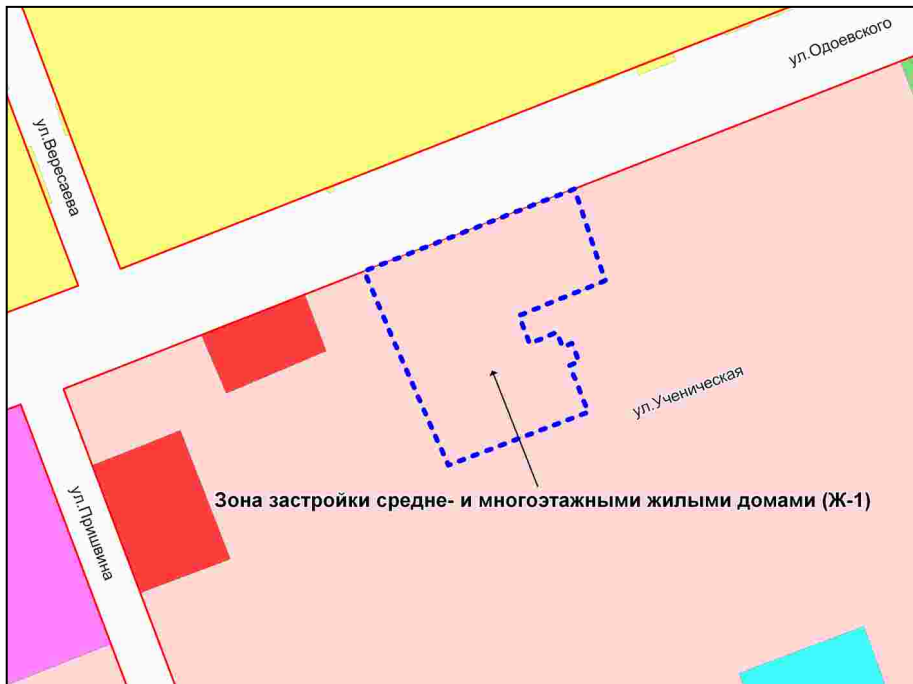 ул.Одоевского
ул.Вересаева
ул.Ученическая
Зона застройки средне- и многоэтажными жилыми домами (Ж-1)
ул.Пришвина